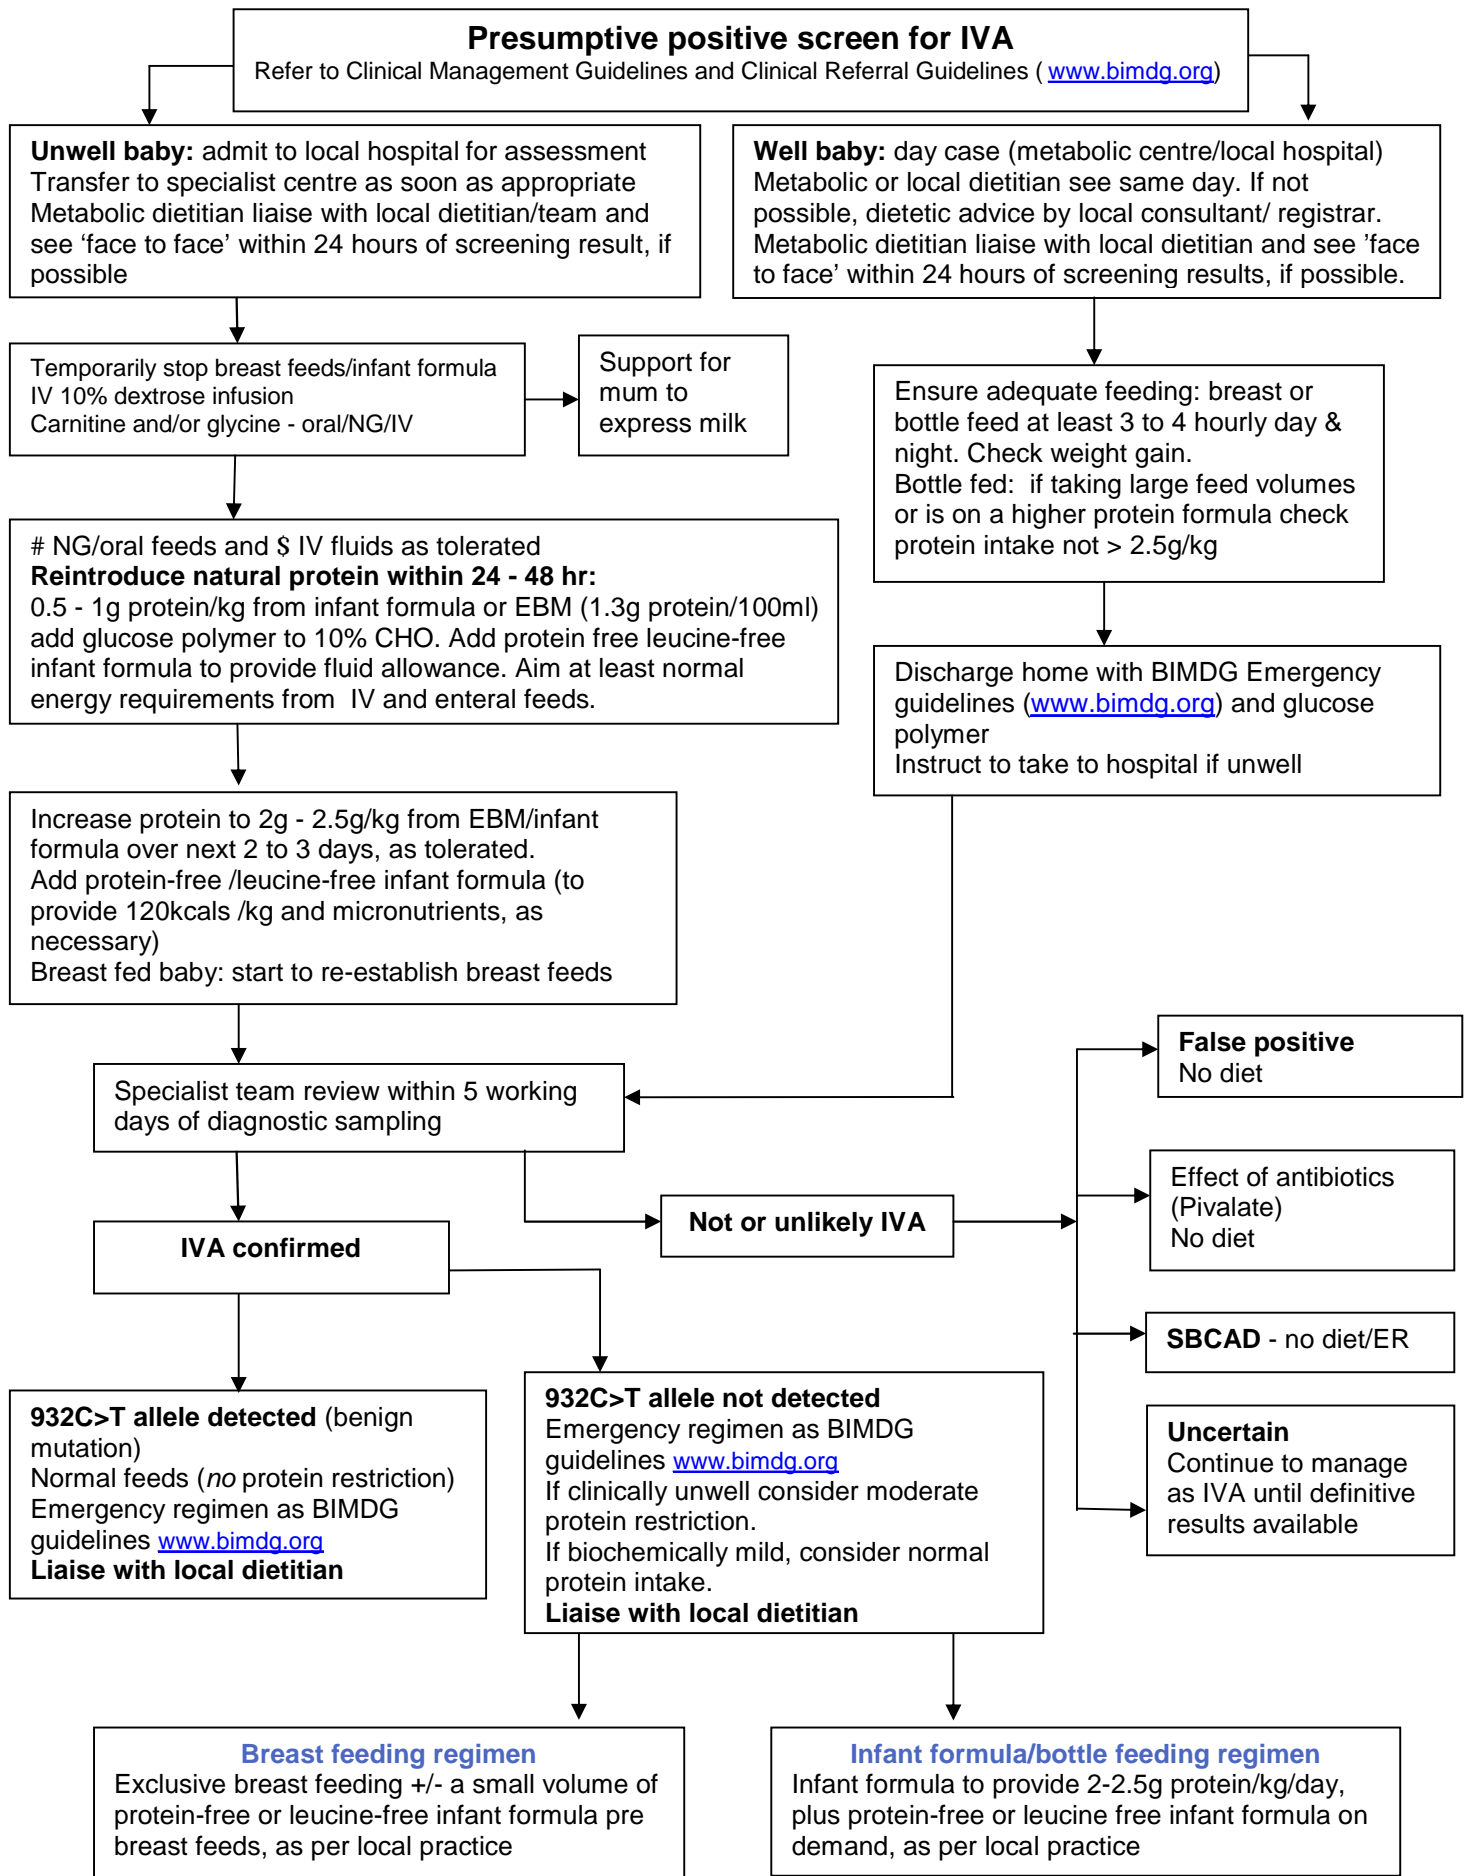 Presumptive positive screen for IVA
Refer to Clinical Management Guidelines and Clinical Referral Guidelines ( www.bimdg.org)
Unwell baby: admit to local hospital for assessment
Transfer to specialist centre as soon as appropriate
Metabolic dietitian liaise with local dietitian/team and
see ‘face to face’ within 24 hours of screening result, if
possible
Well baby: day case (metabolic centre/local hospital)
Metabolic or local dietitian see same day. If not
possible, dietetic advice by local consultant/ registrar.
Metabolic dietitian liaise with local dietitian and see ’face
to face’ within 24 hours of screening results, if possible.
Temporarily stop breast feeds/infant formula
IV 10% dextrose infusion
Carnitine and/or glycine - oral/NG/IV
Support for
mum to
express milk
Ensure adequate feeding: breast or
bottle feed at least 3 to 4 hourly day &
night. Check weight gain.
Bottle fed:  if taking large feed volumes
or is on a higher protein formula check
protein intake not > 2.5g/kg
# NG/oral feeds and $ IV fluids as tolerated
Reintroduce natural protein within 24 - 48 hr:
0.5 - 1g protein/kg from infant formula or EBM (1.3g protein/100ml)
add glucose polymer to 10% CHO. Add protein free leucine-free
infant formula to provide fluid allowance. Aim at least normal
energy requirements from  IV and enteral feeds.
Discharge home with BIMDG Emergency
guidelines (www.bimdg.org) and glucose
polymer
Instruct to take to hospital if unwell
Increase protein to 2g - 2.5g/kg from EBM/infant
formula over next 2 to 3 days, as tolerated.
Add protein-free /leucine-free infant formula (to
provide 120kcals /kg and micronutrients, as
necessary)
Breast fed baby: start to re-establish breast feeds
Specialist team review within 5 working
days of diagnostic sampling
False positive
No diet
Effect of antibiotics
(Pivalate)
No diet
Not or unlikely IVA
IVA confirmed
SBCAD - no diet/ER
Uncertain
Continue to manage
as IVA until definitive
results available
932C>T allele detected (benign
mutation)
Normal feeds (no protein restriction)
Emergency regimen as BIMDG
guidelines www.bimdg.org
Liaise with local dietitian
932C>T allele not detected
Emergency regimen as BIMDG
guidelines www.bimdg.org
If clinically unwell consider moderate
protein restriction.
If biochemically mild, consider normal
protein intake.
Liaise with local dietitian
Breast feeding regimen
Exclusive breast feeding +/- a small volume of
protein-free or leucine-free infant formula pre
breast feeds, as per local practice
Infant formula/bottle feeding regimen
Infant formula to provide 2-2.5g protein/kg/day,
plus protein-free or leucine free infant formula on
demand, as per local practice